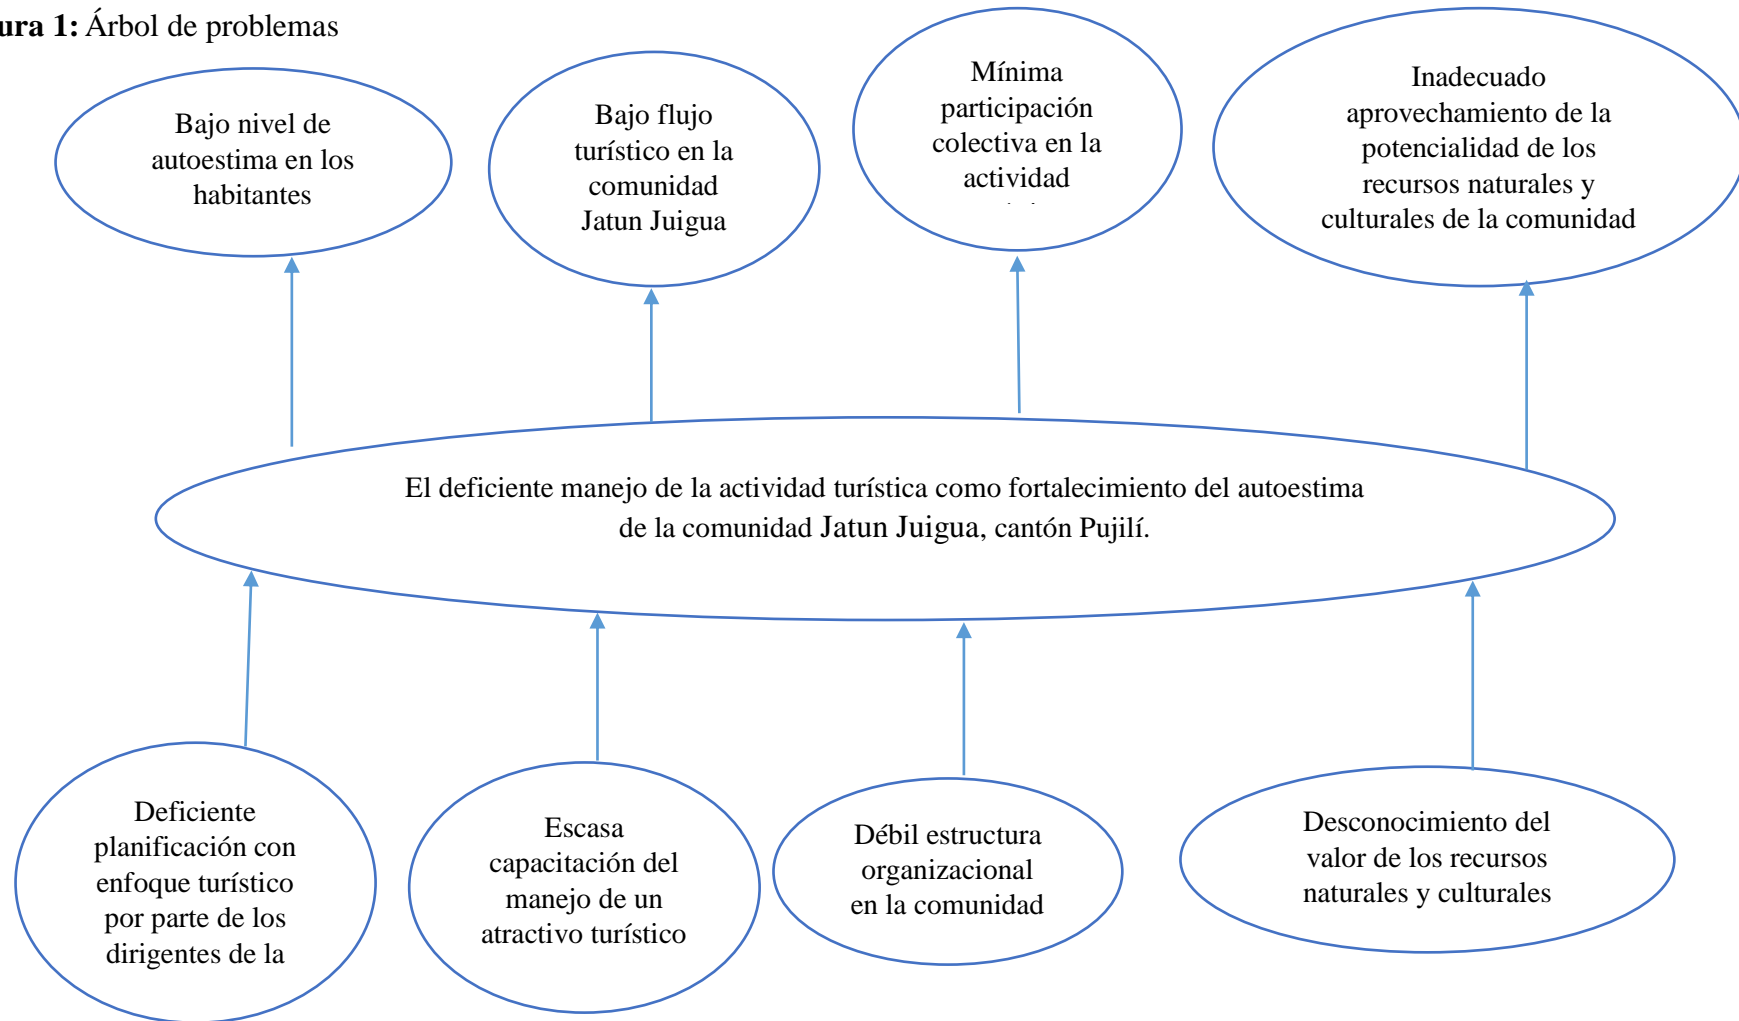 ura 1: Árbol de problemas
Bajo nivel de
autoestima en los
habitantes
Bajo flujo
turístico en la
comunidad
Jatun Juigua
Mínima
participación
colectiva en la
actividad
Inadecuado
aprovechamiento de la
potencialidad de los
recursos naturales y
culturales de la comunidad
El deficiente manejo de la actividad turística como fortalecimiento del autoestima
de la comunidad Jatun Juigua, cantón Pujilí.
Deficiente
planificación con
enfoque turístico
por parte de los
dirigentes de la
Escasa
capacitación del
manejo de un
atractivo turístico
Débil estructura
organizacional
en la comunidad
Desconocimiento del
valor de los recursos
naturales y culturales